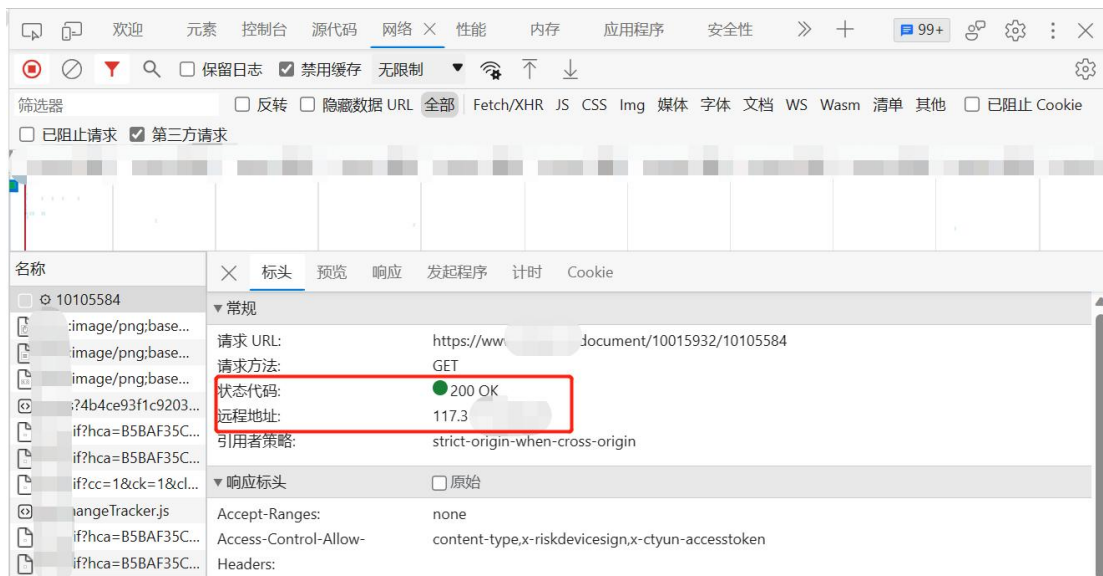 欢迎 元素 控制台 源代码 网络 性能 内存 应用程序 安全性 99+
保留日志 禁用缓存 无限制
筛选器 反转 隐藏数据 URL 全部 Fetch/XHR JS CSS Img 媒体 字体 文档 WS Wasm 清单 其他 已阻止 Cookie
已阻止请求 第三方请求
名称
10105584
:image/png;base...
:image/png;base...
image/png;base...
:?4b4ce93f1c9203...
if?hca=B5BAF35C...
if?hca=B5BAF35C...
if?cc=1&ck=1&cl...
angeTracker.js
if?hca=B5BAF35C...
if?hca=B5BAF35C...
标头 预览 响应 发起程序 计时 Cookie
常规
请求 URL: https://ww document/10015932/10105584
请求方法: GET
状态代码: 200 OK
远程地址: 117.3
引用者策略: strict-origin-when-cross-origin
响应标头 原始
Accept-Ranges: none
Access-Control-Allow- content-type,x-riskdevicesign,x-ctyun-accesstoken
Headers: